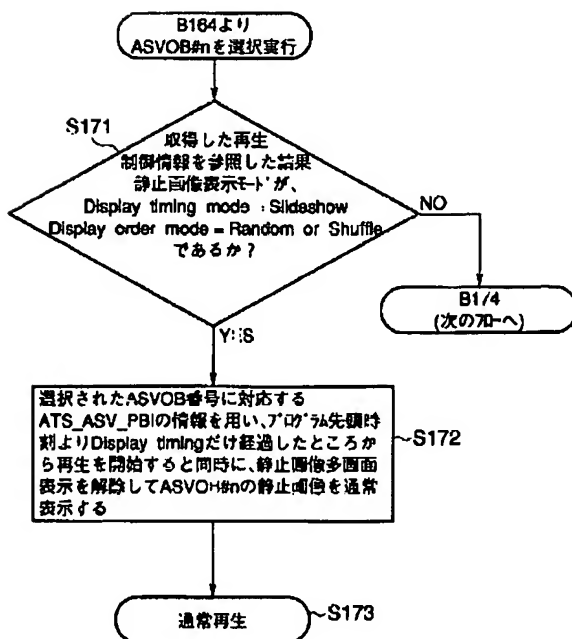 B164より
ASVOB#nを選択実行
S171
取得した再生
制御情報を参照した結果
静止画像表示モードが、
Display timing mode : Slideshow
Display order mode = Random or Shuffle
であるか？
NO
B174
(次のフローへ)
YES
選択されたASVOB番号に対応する
ATS_ASV_PBIの情報を用い、プログラム先頭時
刻よりDisplay timingだけ経過したところか
ら再生を開始すると同時に、静止画像多画面
表示を解除してASVOB#nの静止画像を通常
表示する
S172
通常再生
S173